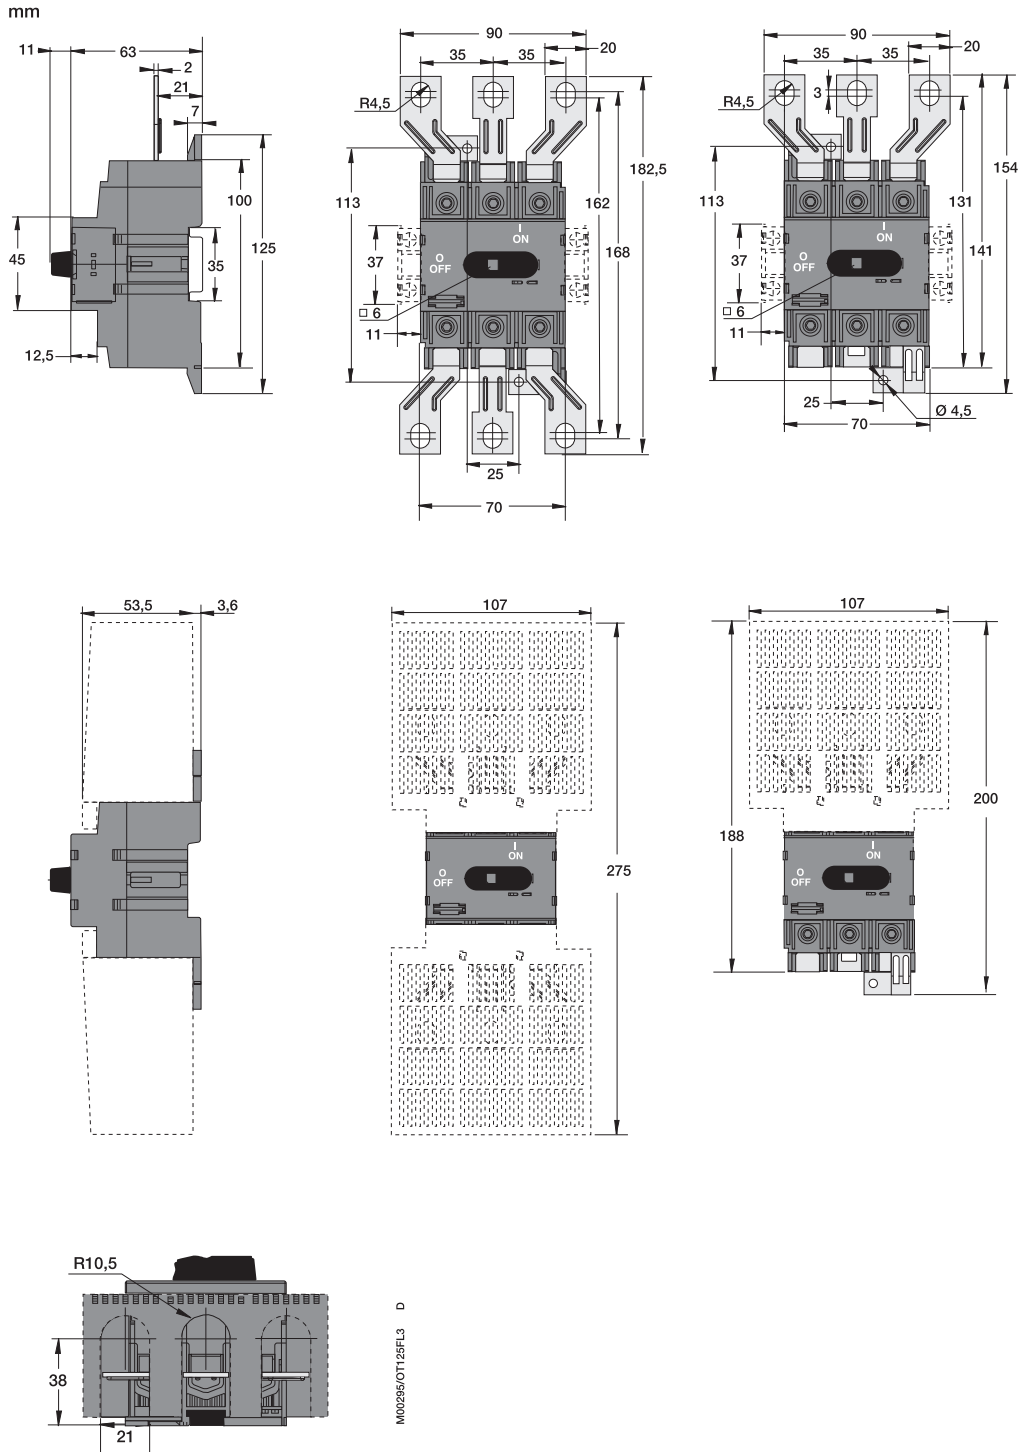 mm
11
63
2
21
7
100
125
45
35
12,5
90
35
35
20
R4,5
182,5
113
162
168
37
I
ON
O
OFF
□ 6
11
25
70
90
35
35
20
R4,5
3
154
113
131
141
37
I
ON
O
OFF
□ 6
11
25
Ø 4,5
70
53,5
3,6
107
275
I
ON
O
OFF
107
188
200
I
ON
O
OFF
R10,5
38
21
M00295/OT125FL3 D